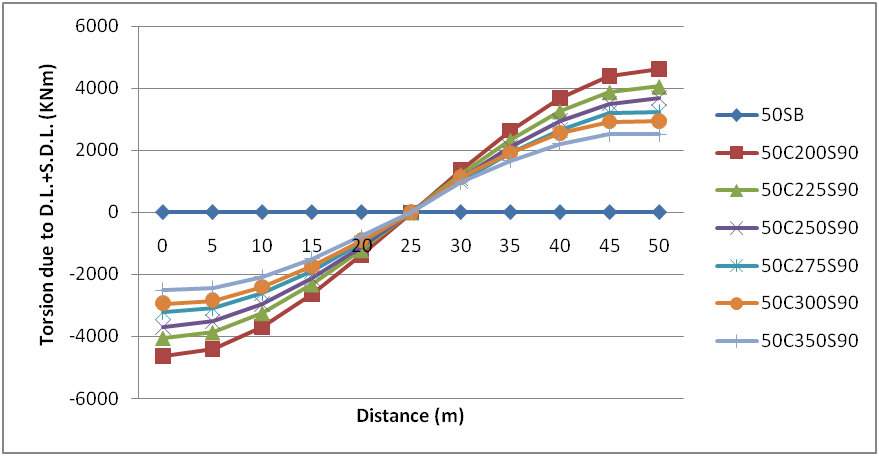 6000
4000
2000
0
-2000
-4000
-6000
Torsion due to D.L.+S.D.L. (KNm)
0 5 10 15 20 25 30 35 40 45 50
Distance (m)
50SB
50C200S90
50C225S90
50C250S90
50C275S90
50C300S90
50C350S90